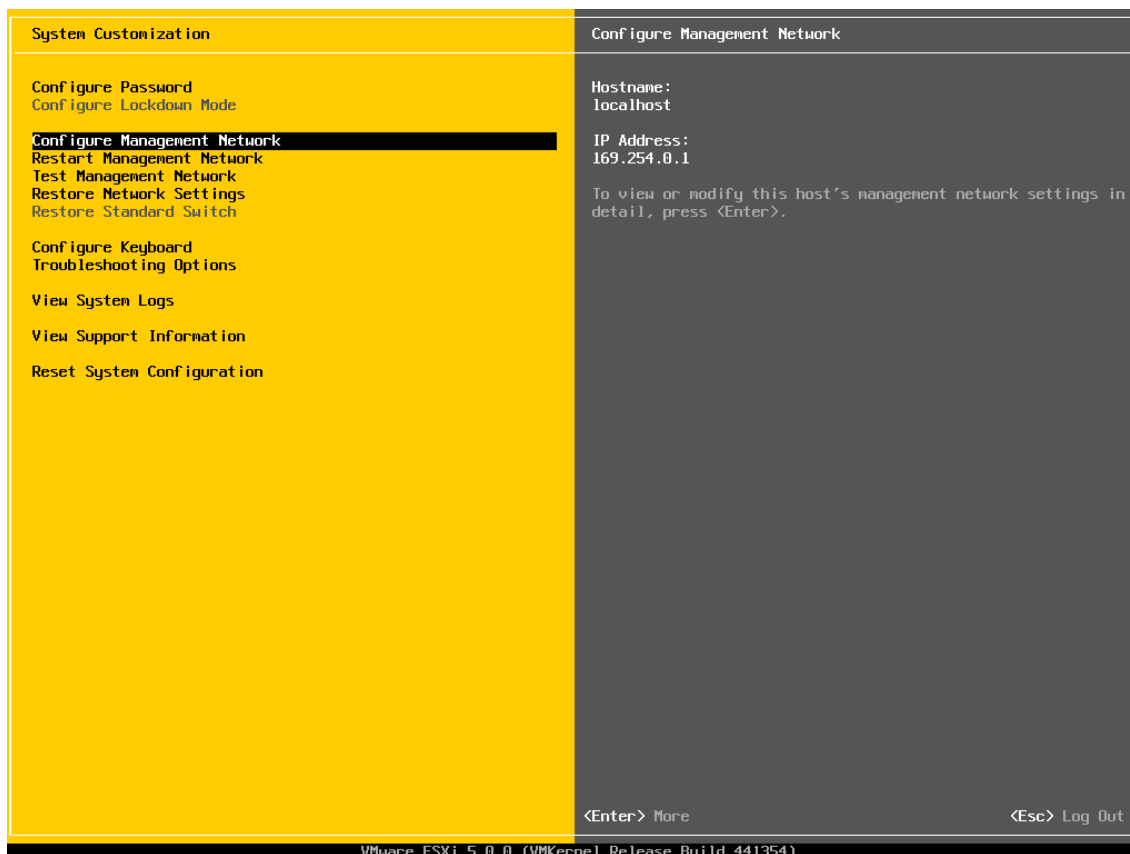 System Customization
Configure Password
Configure Lockdown Mode
Configure Management Network
Restart Management Network
Test Management Network
Restore Network Settings
Restore Standard Switch
Configure Keyboard
Troubleshooting Options
View System Logs
View Support Information
Reset System Configuration
Configure Management Network
Hostname:
localhost
IP Address:
169.254.0.1
To view or modify this host's management network settings in
detail, press <Enter>.
<Enter> More
<Esc> Log Out
VMware ESXi 5.0.0 (VMKernel Release Build 441354)